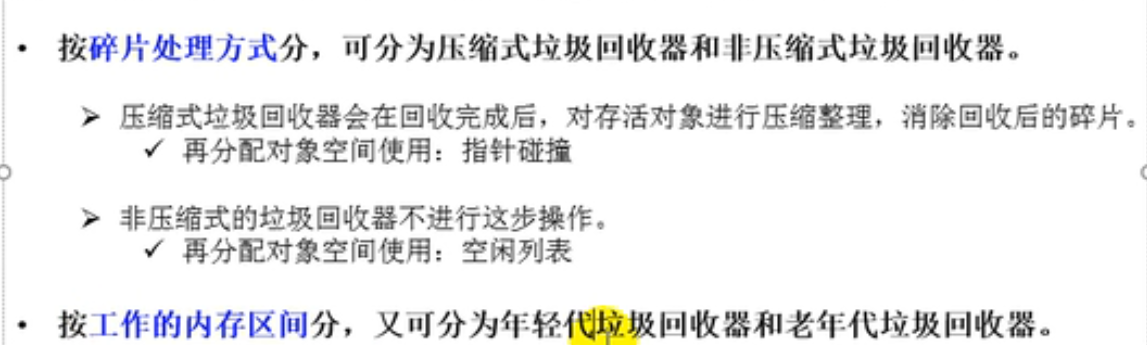 • 按碎片处理方式分，可分为压缩式垃圾回收器和非压缩式垃圾回收器。
➢ 压缩式垃圾回收器会在回收完成后，对存活对象进行压缩整理，消除回收后的碎片。
✓ 再分配对象空间使用：指针碰撞
➢ 非压缩式的垃圾回收器不进行这步操作。
✓ 再分配对象空间使用：空闲列表
• 按工作的内存区间分，又可分为年轻代垃圾回收器和老年代垃圾回收器。